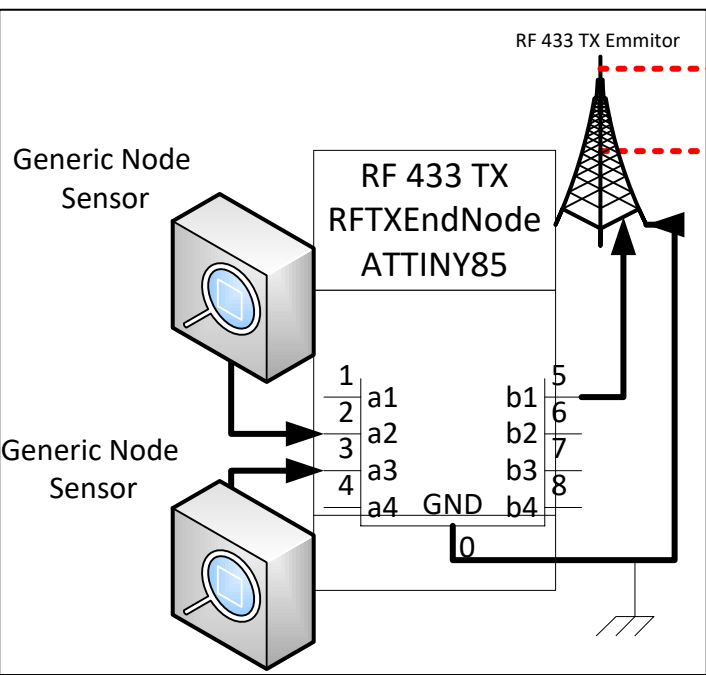 RF 433 TX Emmitor
Generic Node
Sensor
RF 433 TX
RFTXEndNode
ATTINY85
1
a1
2
a2
3
a3
4
a4
5
b1
6
b2
7
b3
8
b4
GND
0
Generic Node
Sensor